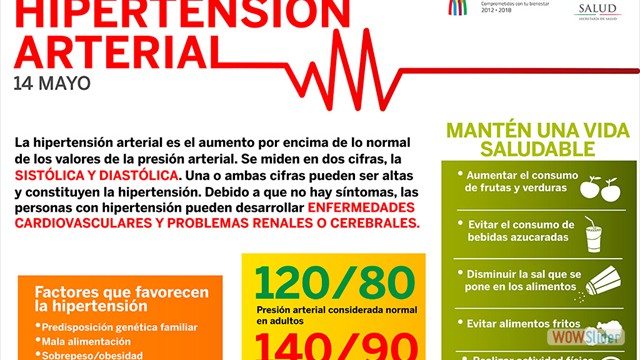 HIPERTENSIÓN
ARTERIAL
14 MAYO
Comprometidos con tu bienestar
2012 - 2018
SALUD
SECRETARÍA DE SALUD
La hipertensión arterial es el aumento por encima de lo normal
de los valores de la presión arterial. Se miden en dos cifras, la
SISTÓLICA Y DIASTÓLICA. Una o ambas cifras pueden ser altas
y constituyen la hipertensión. Debido a que no hay síntomas, las
personas con hipertensión pueden desarrollar ENFERMEDADES
CARDIOVASCULARES Y PROBLEMAS RENALES O CEREBRALES.
Factores que favorecen
la hipertensión
• Predisposición genética familiar
• Mala alimentación
• Sobrepeso/obesidad
120/80
Presión arterial considerada normal
en adultos
140/90
MANTÉN UNA VIDA
SALUDABLE
• Aumentar el consumo
de frutas y verduras
• Evitar el consumo de
bebidas azucaradas
• Disminuir la sal que se
pone en los alimentos
• Evitar alimentos fritos
• Realizar actividad física
WOWSlider